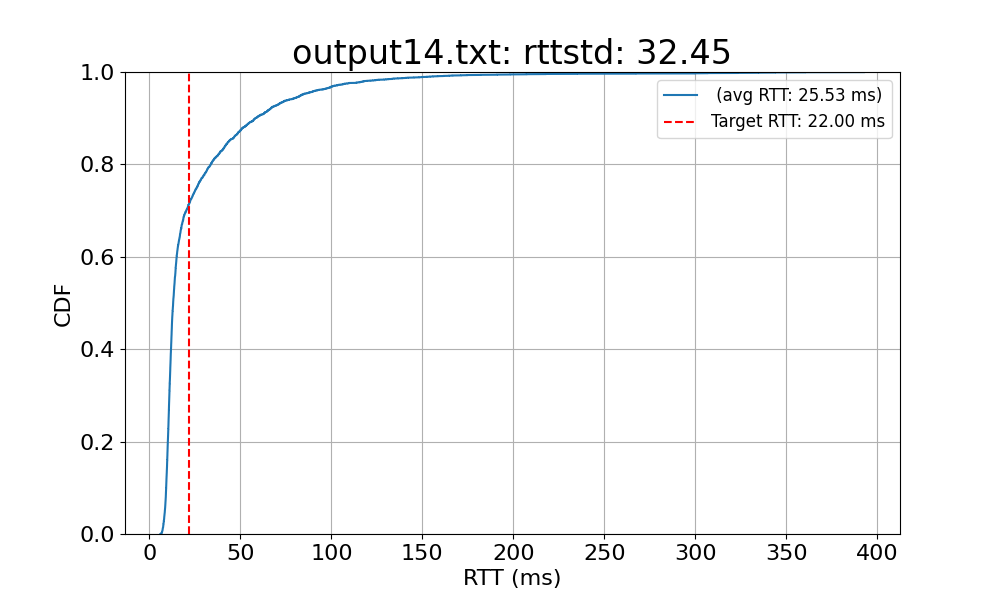 output14.txt: rttstd: 32.45
1.0
0.8
0.6
0.4
0.2
0.0
CDF
(avg RTT: 25.53 ms)
Target RTT: 22.00 ms
0 50 100 150 200 250 300 350 400
RTT (ms)